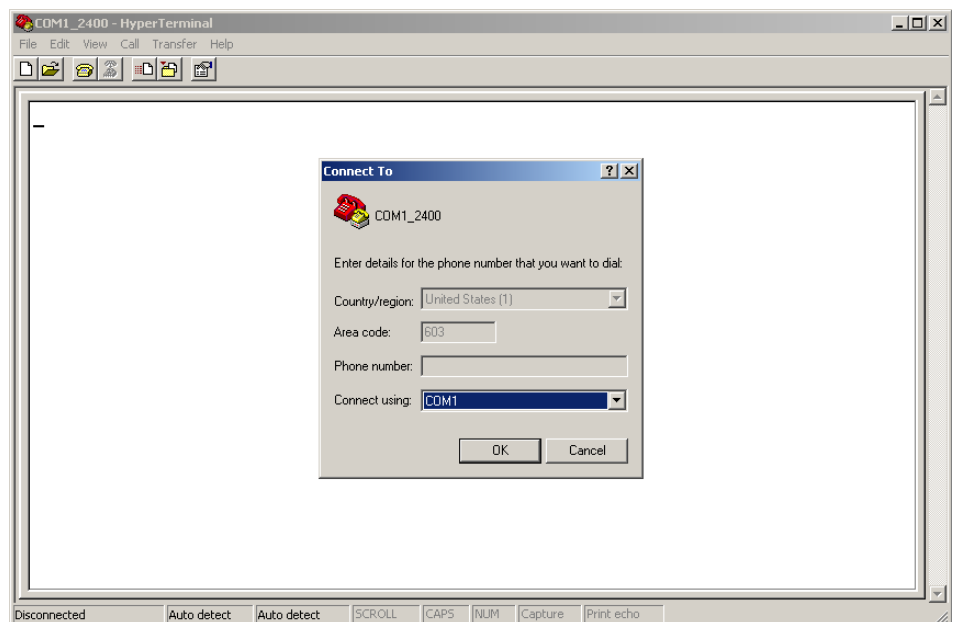 COM1_2400 - HyperTerminal
File Edit View Call Transfer Help
Connect To
COM1_2400
Enter details for the phone number that you want to dial:
Country/region: United States (1)
Area code: 603
Phone number:
Connect using: COM1
OK Cancel
Disconnected Auto detect Auto detect SCROLL CAPS NUM Capture Print echo